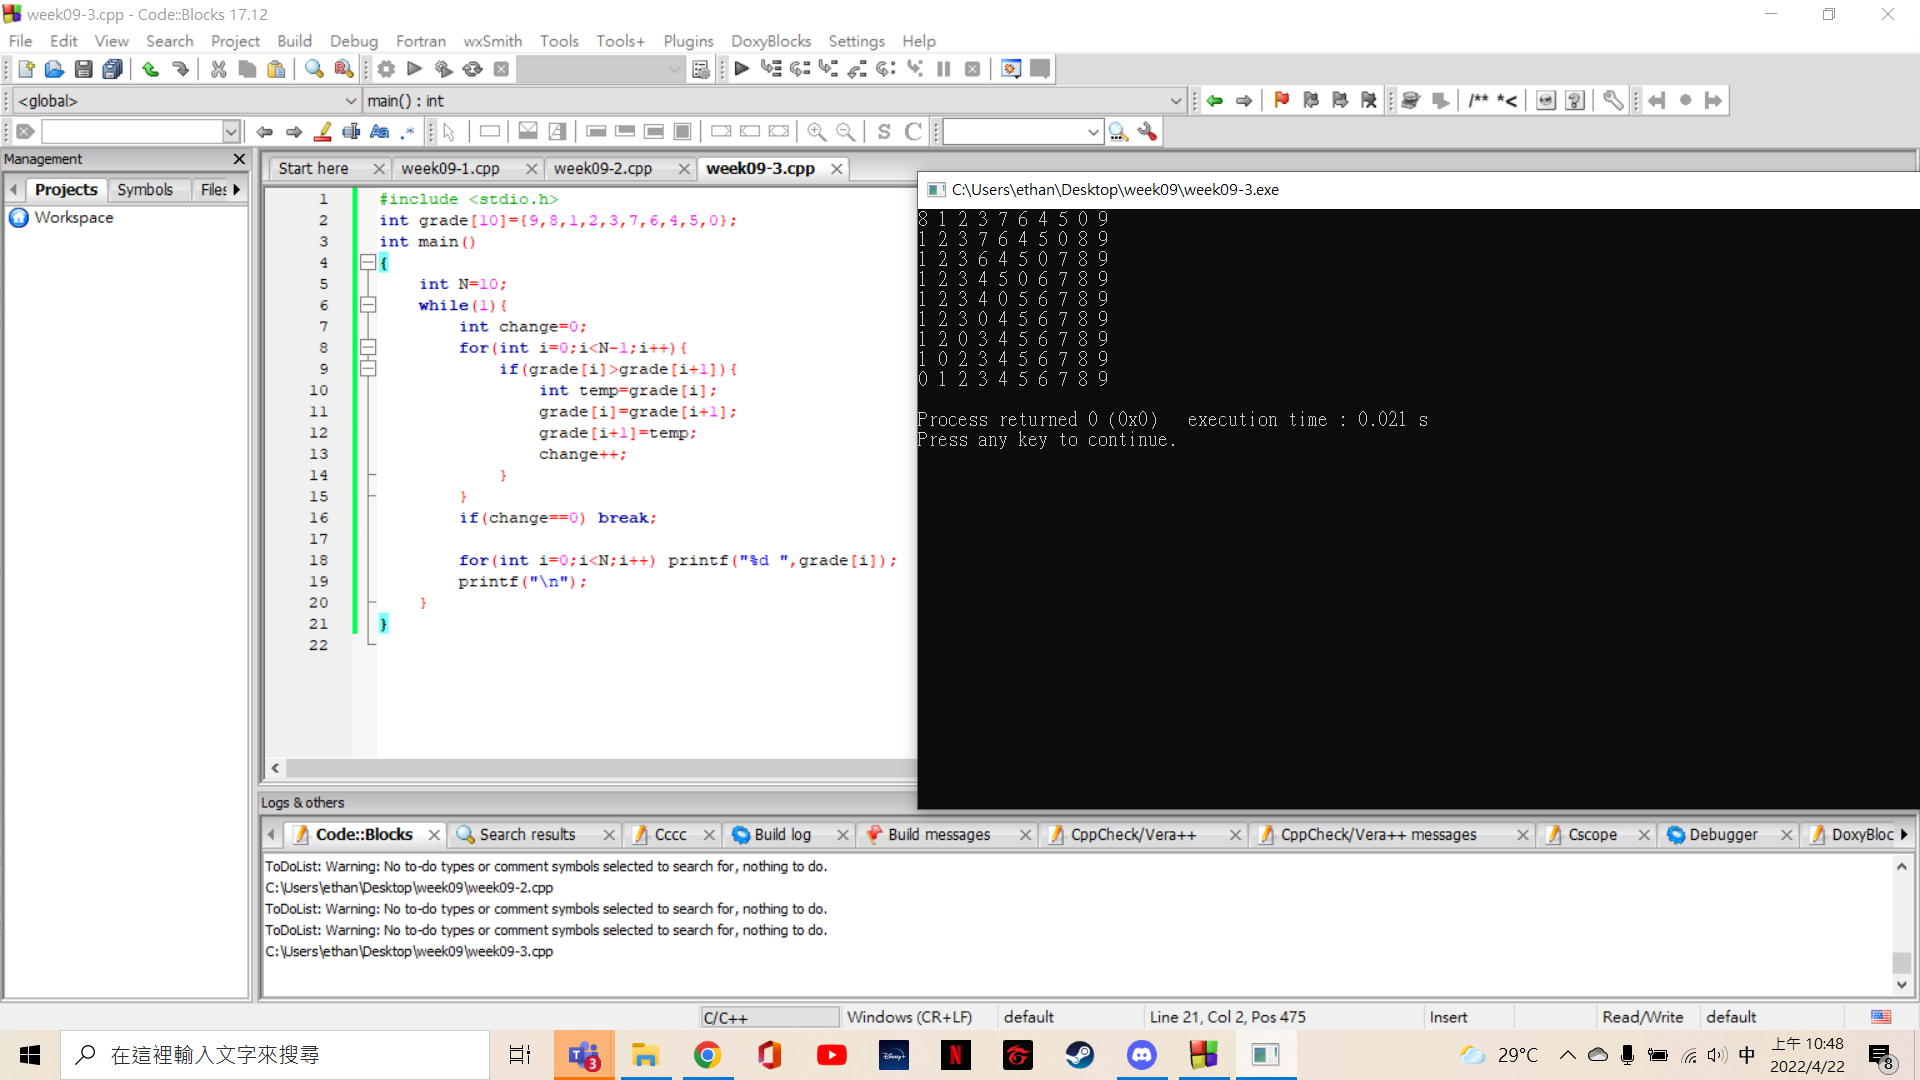 week09-3.cpp - Code::Blocks 17.12
File Edit View Search Project Build Debug Fortran wxSmith Tools Tools+ Plugins DoxyBlocks Settings Help
<global>
main() : int
/** *<
S C
Management
Projects Symbols Files
Workspace
Start here week09-1.cpp week09-2.cpp week09-3.cpp
1 #include <stdio.h>
2 int grade[10]={9,8,1,2,3,7,6,4,5,0};
3 int main()
4 {
5 int N=10;
6 while(1){
7 int change=0;
8 for(int i=0;i<N-1;i++){
9 if(grade[i]>grade[i+1]){
10 int temp=grade[i];
11 grade[i]=grade[i+1];
12 grade[i+1]=temp;
13 change++;
14 }
15 }
16 if(change==0) break;
17
18 for(int i=0;i<N;i++) printf("%d ",grade[i]);
19 printf("\n");
20 }
21 }
22
C:\Users\ethan\Desktop\week09\week09-3.exe
8 1 2 3 7 6 4 5 0 9
1 2 3 7 6 4 5 0 8 9
1 2 3 6 4 5 0 7 8 9
1 2 3 4 5 0 6 7 8 9
1 2 3 4 0 5 6 7 8 9
1 2 3 0 4 5 6 7 8 9
1 2 0 3 4 5 6 7 8 9
1 0 2 3 4 5 6 7 8 9
0 1 2 3 4 5 6 7 8 9
Process returned 0 (0x0)   execution time : 0.021 s
Press any key to continue.
Logs & others
Code::Blocks Search results Cccc Build log Build messages CppCheck/Vera++ CppCheck/Vera++ messages Cscope Debugger DoxyBloc
ToDoList: Warning: No to-do types or comment symbols selected to search for, nothing to do.
C:\Users\ethan\Desktop\week09\week09-2.cpp
ToDoList: Warning: No to-do types or comment symbols selected to search for, nothing to do.
ToDoList: Warning: No to-do types or comment symbols selected to search for, nothing to do.
C:\Users\ethan\Desktop\week09\week09-3.cpp
C/C++ Windows (CR+LF) default Line 21, Col 2, Pos 475 Insert Read/Write default
在這裡輸入文字來搜尋
3
Disney+
N
29°C
中
上午 10:48
2022/4/22
8